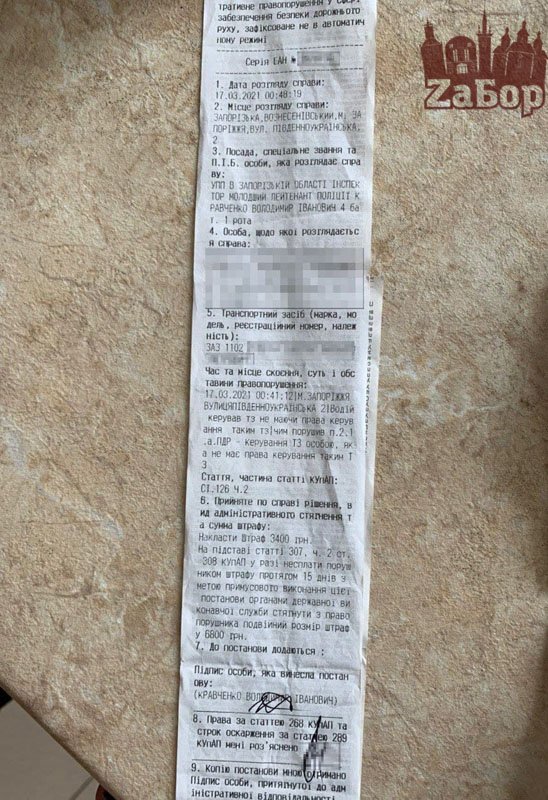 тративне правопорушення у сфері
забезпечення безпеки дорожнього
руху, зафіксоване не в автоматич
ному режимі
Серія ЕАН №
1. Дата розгляду справи:
17.03.2021 00:48:19
2. Місце розгляду справи:
ЗАПОРІЗЬКА,ВОЗНЕСЕНІВСЬКИЙ,М. ЗА
ПОРІЖЖЯ,ВУЛ. ПІВДЕННОУКРАЇНСЬКА,
2
3. Посада, спеціальне звання та
П.І.Б. особи, яка розглядає спра
ву:
УПП В ЗАПОРІЗЬКІЙ ОБЛАСТІ ІНСПЕК
ТОР МОЛОДШИЙ ЛЕЙТЕНАНТ ПОЛІЦІЇ К
РАВЧЕНКО ВОЛОДИМИР ІВАНОВИЧ 4 ба
т. 1 рота
4. Особа, щодо якої розглядаєтьс
я справа:
5. Транспортний засіб (марка, мо
дель, реєстраційний номер, належ
ність):
ЗАЗ 1102
Час та місце скоєння, суть і обс
тавини правопорушення:
17.03.2021 00:41:12|М.ЗАПОРІЖЖЯ
ВУЛИЦЯПІВДЕННОУКРАЇНСЬКА 2|Водій
керував тз не маючи права керув
ання таким тз|чим порушив п.2.1
.а.ПДР - керування ТЗ особою, як
а не має права керування таким Т
З
Стаття, частина статті КУпАП:
СТ.126 Ч.2
6. Прийняте по справі рішення, в
ид адміністративного стягнення т
а сумма штрафу:
Накласти Штраф 3400 грн.
На підставі статті 307, ч. 2 ст.
308 КУпАП у разі несплати поруш
ником штрафу протягом 15 днів з
метою примусового виконання цієї
постанови органами державної ви
конавчої служби стягнути з право
порушника подвійний розмір штраф
у 6800 грн.
7. До постанови додаються :
Підпис особи, яка винесла постан
ову:
(КРАВЧЕНКО ВОЛОДИМИР ІВАНОВИЧ)
8. Права за статтею 268 КУпАП та
строк оскарження за статтею 289
КУпАП мені роз'яснено
9. Копію постанови мною отримано
Підпис особи, притягнутої до адм
іністративної відповідальності
Zабор